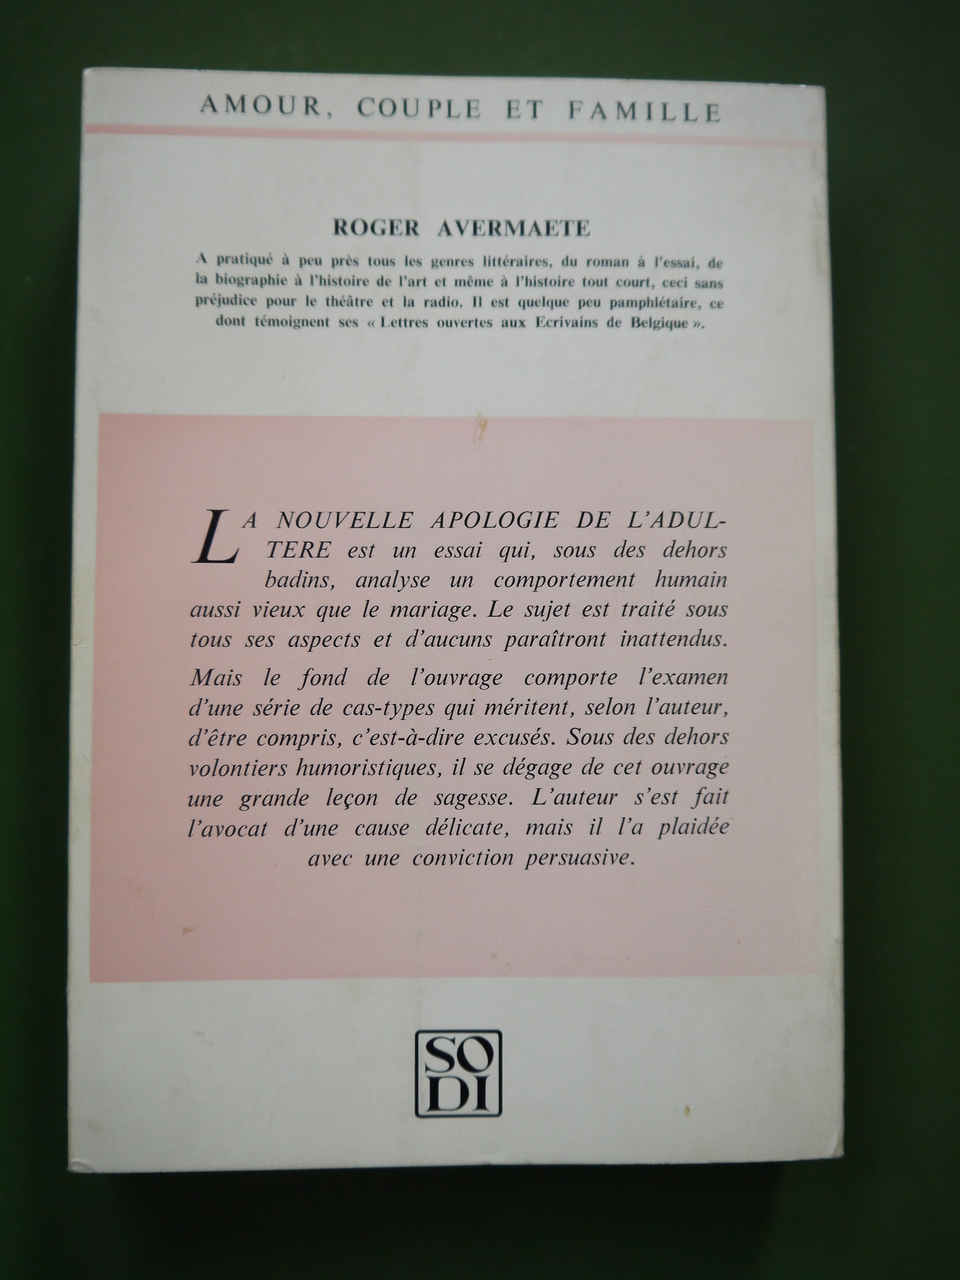 AMOUR, COUPLE ET FAMILLE
ROGER AVERMAETE
A pratiqué à peu près tous les genres littéraires, du roman à l'essai, de
la biographie à l'histoire de l'art et même à l'histoire tout court, ceci sans
préjudice pour le théâtre et la radio. Il est quelque peu pamphlétaire, ce
dont témoignent ses « Lettres ouvertes aux Ecrivains de Belgique ».
LA NOUVELLE APOLOGIE DE L'ADUL-
TERE est un essai qui, sous des dehors
badins, analyse un comportement humain
aussi vieux que le mariage. Le sujet est traité sous
tous ses aspects et d'aucuns paraîtront inattendus.
Mais le fond de l'ouvrage comporte l'examen
d'une série de cas-types qui méritent, selon l'auteur,
d'être compris, c'est-à-dire excusés. Sous des dehors
volontiers humoristiques, il se dégage de cet ouvrage
une grande leçon de sagesse. L'auteur s'est fait
l'avocat d'une cause délicate, mais il l'a plaidée
avec une conviction persuasive.
SO
DI